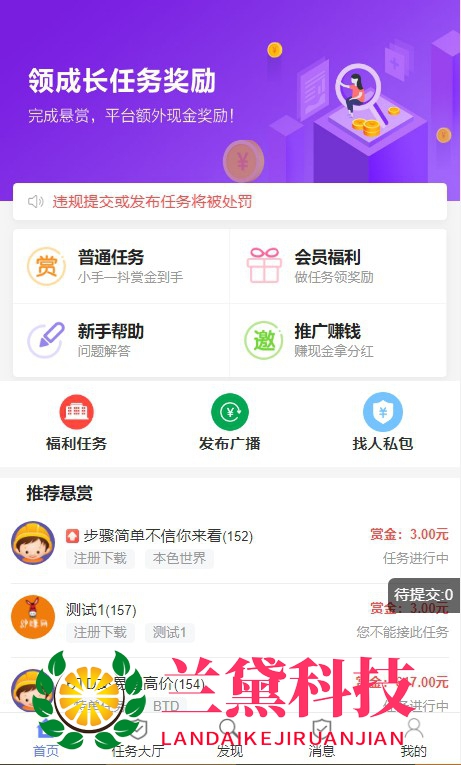 领成长任务奖励
完成悬赏，平台额外现金奖励！
违规提交或发布任务将被处罚
赏 普通任务
小手一抖赏金到手
会员福利
做任务领奖励
新手帮助
问题解答
邀 推广赚钱
赚现金拿分红
福利任务 发布广播 找人私包
推荐悬赏
步骤简单不信你来看(152) 赏金：3.00元
注册下载 本色世界 任务进行中
待提交:0
测试1(157) 赏金：3.00元
注册下载 测试1 您不能接此任务
高价(154) 17.00元
BTD 任务进行中
兰黛科技
LANDAIKEJIRUANJIAN
首页 任务大厅 发现 消息 我的